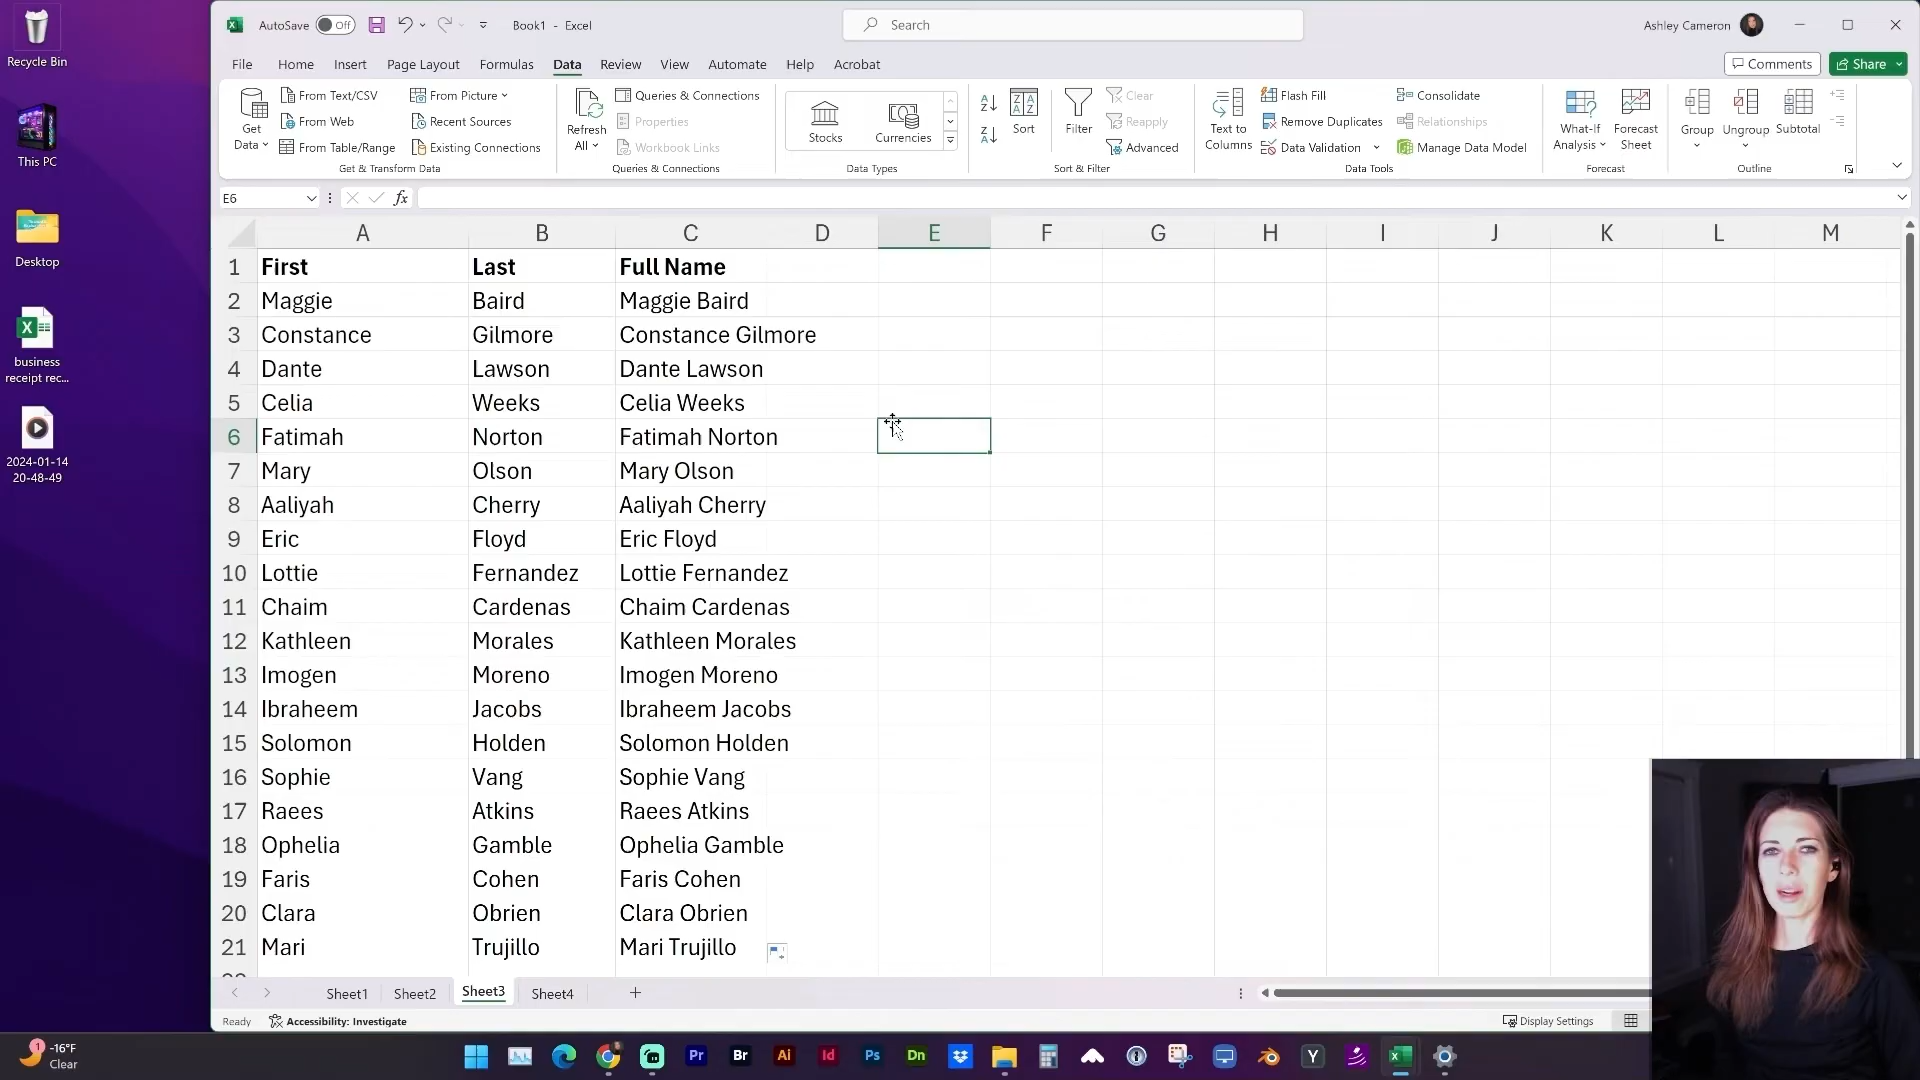 Recycle Bin
This PC
Desktop
business
receipt rec...
2024-01-14
20-48-49
AutoSave Off
Book1 - Excel
Search
Ashley Cameron
File Home Insert Page Layout Formulas Data Review View Automate Help Acrobat
Comments Share
Get
Data
From Text/CSV
From Web
From Table/Range
From Picture
Recent Sources
Existing Connections
Get & Transform Data
Refresh
All
Queries & Connections
Properties
Workbook Links
Queries & Connections
Stocks Currencies
Data Types
Sort
Filter
Clear
Reapply
Advanced
Sort & Filter
Text to
Columns
Flash Fill
Remove Duplicates
Data Validation
Consolidate
Relationships
Manage Data Model
Data Tools
What-If
Analysis
Forecast
Sheet
Forecast
Group Ungroup Subtotal
Outline
E6 fx
A B C D E F G H I J K L M
1 First Last Full Name
2 Maggie Baird Maggie Baird
3 Constance Gilmore Constance Gilmore
4 Dante Lawson Dante Lawson
5 Celia Weeks Celia Weeks
6 Fatimah Norton Fatimah Norton
7 Mary Olson Mary Olson
8 Aaliyah Cherry Aaliyah Cherry
9 Eric Floyd Eric Floyd
10 Lottie Fernandez Lottie Fernandez
11 Chaim Cardenas Chaim Cardenas
12 Kathleen Morales Kathleen Morales
13 Imogen Moreno Imogen Moreno
14 Ibraheem Jacobs Ibraheem Jacobs
15 Solomon Holden Solomon Holden
16 Sophie Vang Sophie Vang
17 Raees Atkins Raees Atkins
18 Ophelia Gamble Ophelia Gamble
19 Faris Cohen Faris Cohen
20 Clara Obrien Clara Obrien
21 Mari Trujillo Mari Trujillo
Sheet1 Sheet2 Sheet3 Sheet4
Ready Accessibility: Investigate
Display Settings
1 -16°F
Clear
Pr Br Ai Id Ps Dn Y